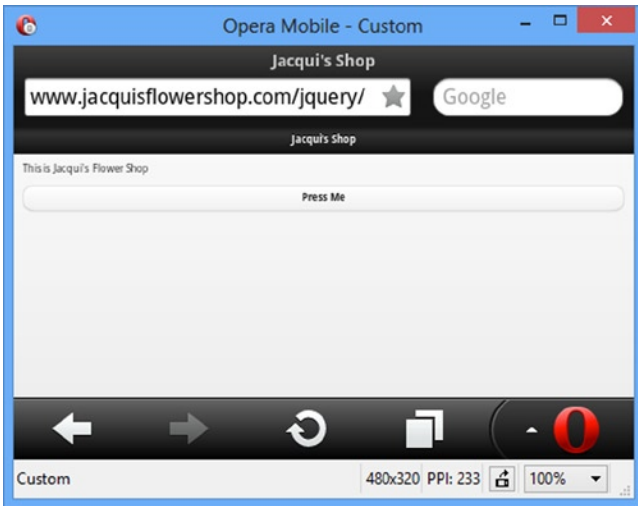 Opera Mobile - Custom
Jacqui's Shop
www.jacquisflowershop.com/jquery/ Google
Jacqui's Shop
This is Jacqui's Flower Shop
Press Me
Custom 480x320 PPI: 233 100%